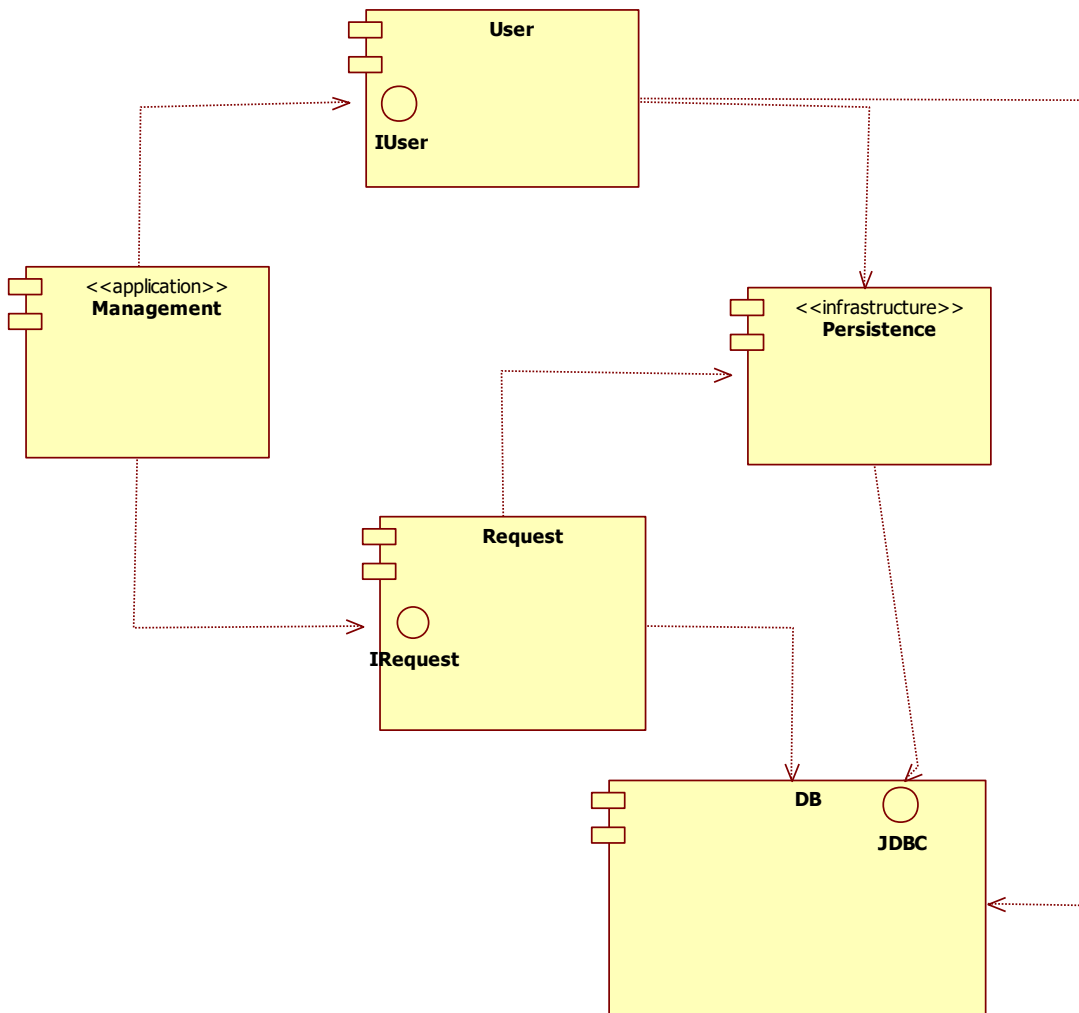 User
IUser
<<application>>
Management
<<infrastructure>>
Persistence
Request
IRequest
DB
JDBC